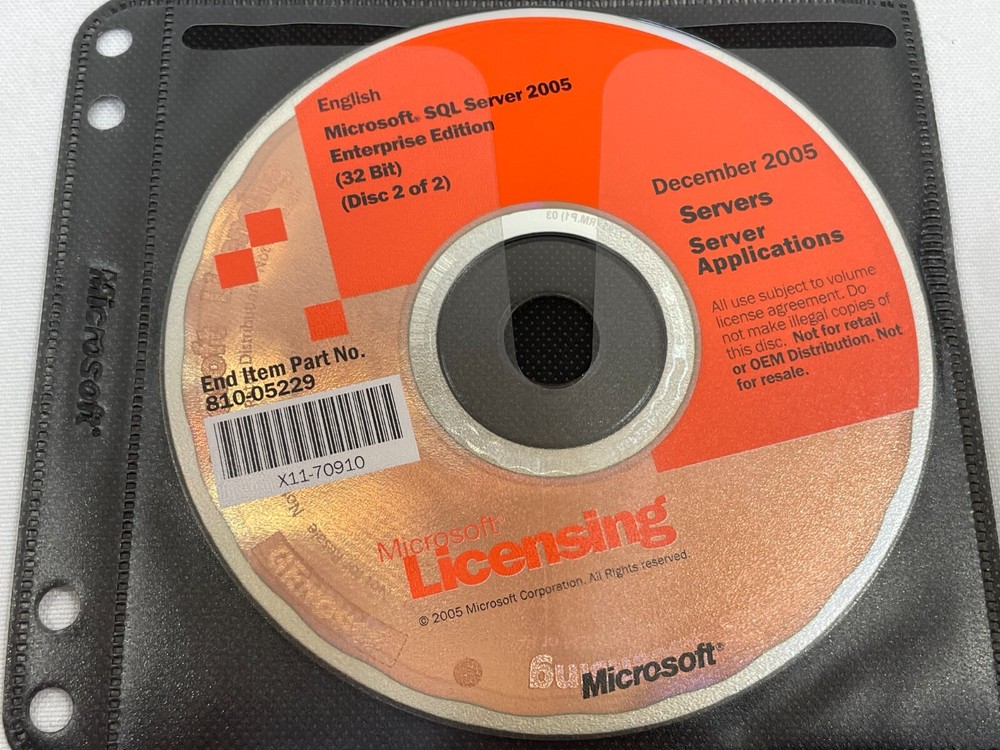 English
Microsoft® SQL Server 2005
Enterprise Edition
(32 Bit)
(Disc 2 of 2)
December 2005
Servers
Server
Applications
All use subject to volume
license agreement. Do
not make illegal copies of
this disc. Not for retail
or OEM Distribution. Not
for resale.
End Item Part No.
810-05229
X11-70910
Microsoft®
Licensing
© 2005 Microsoft Corporation. All Rights reserved.
Microsoft®
Microsoft®